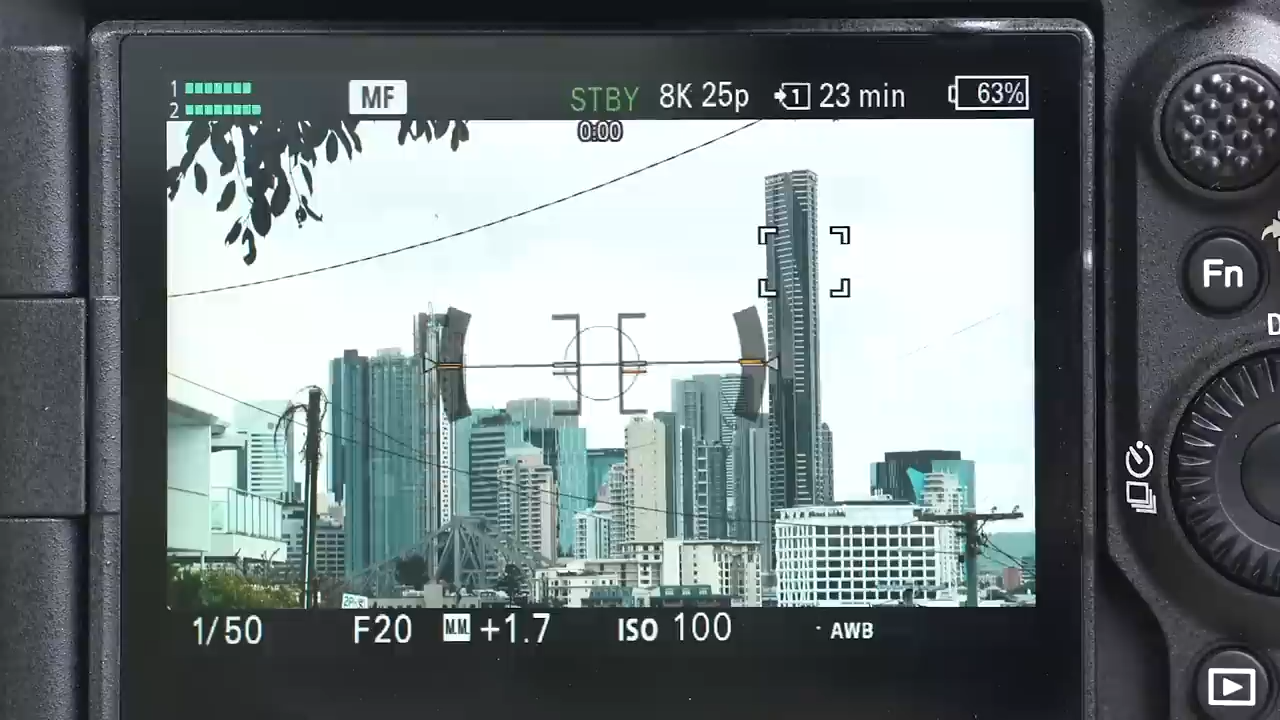 1
2
MF
STBY 8K 25p 1 23 min 63%
0:00
Fn
D
1/50 F20 M.M. +1.7 ISO 100 AWB